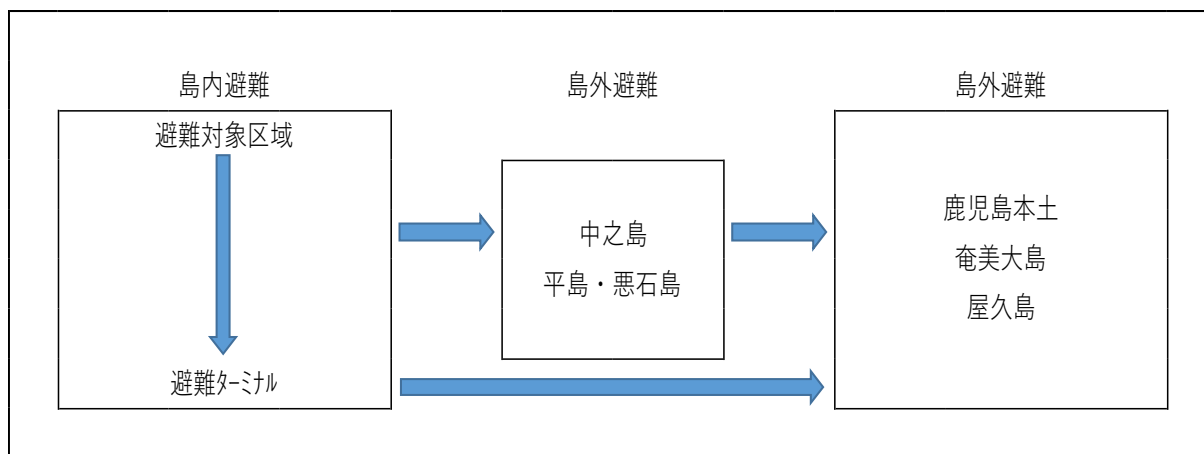 島内避難
避難対象区域
避難ﾀｰﾐﾅﾙ
島外避難
中之島
平島・悪石島
島外避難
鹿児島本土
奄美大島
屋久島